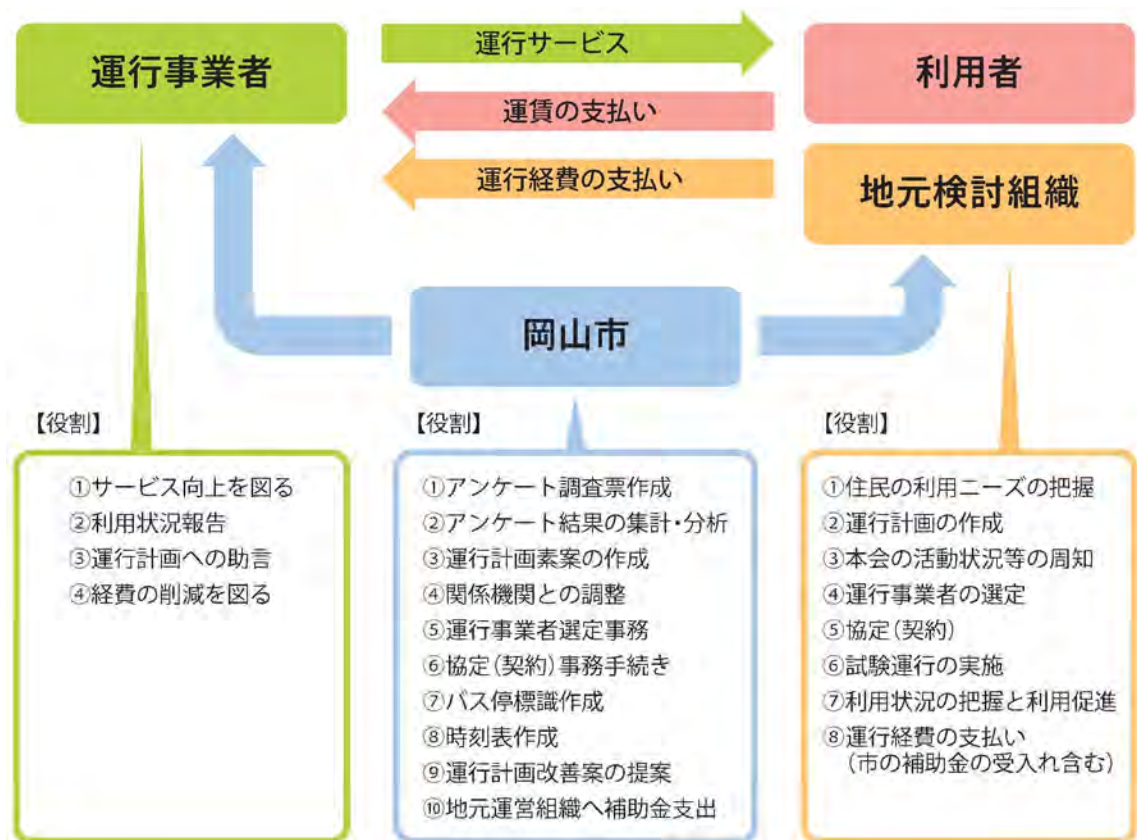 運行事業者
運行サービス
利用者
運賃の支払い
運行経費の支払い
地元検討組織
岡山市
【役割】
①サービス向上を図る
②利用状況報告
③運行計画への助言
④経費の削減を図る
【役割】
①アンケート調査票作成
②アンケート結果の集計・分析
③運行計画素案の作成
④関係機関との調整
⑤運行事業者選定事務
⑥協定(契約)事務手続き
⑦バス停標識作成
⑧時刻表作成
⑨運行計画改善案の提案
⑩地元運営組織へ補助金支出
【役割】
①住民の利用ニーズの把握
②運行計画の作成
③本会の活動状況等の周知
④運行事業者の選定
⑤協定(契約)
⑥試験運行の実施
⑦利用状況の把握と利用促進
⑧運行経費の支払い
(市の補助金の受入れ含む)